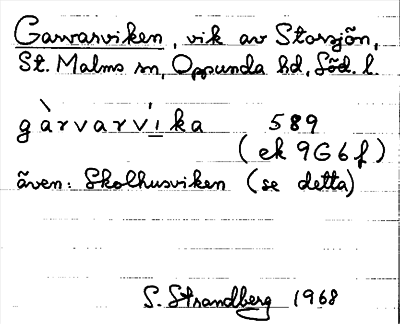 Garvarviken, vik av Storsjön,
St. Malms sn, Oppunda hd, Söd. l.
gàrvarví̲ka 589
(ek 9G6f)
även: Skolhusviken (se detta)
S. Strandberg 1968